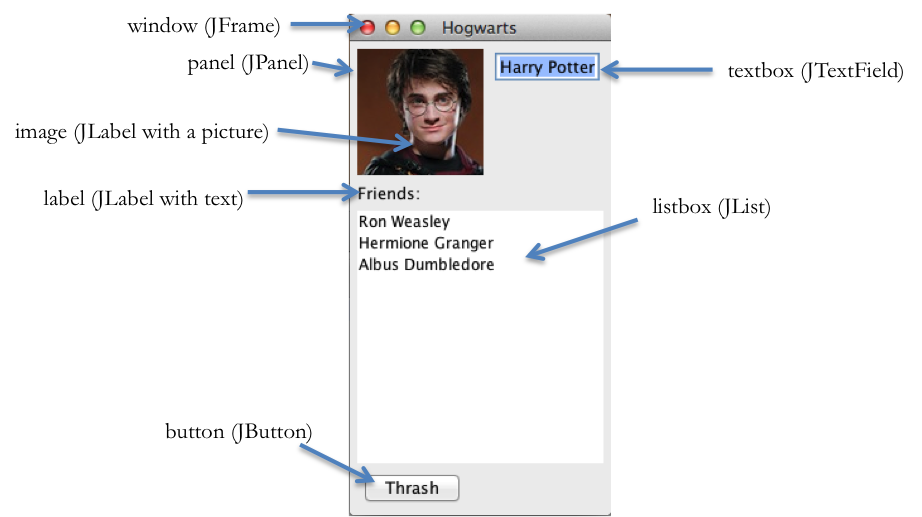 window (JFrame)
Hogwarts
panel (JPanel)
Harry Potter
textbox (JTextField)
image (JLabel with a picture)
label (JLabel with text)
Friends:
listbox (JList)
Ron Weasley
Hermione Granger
Albus Dumbledore
button (JButton)
Thrash